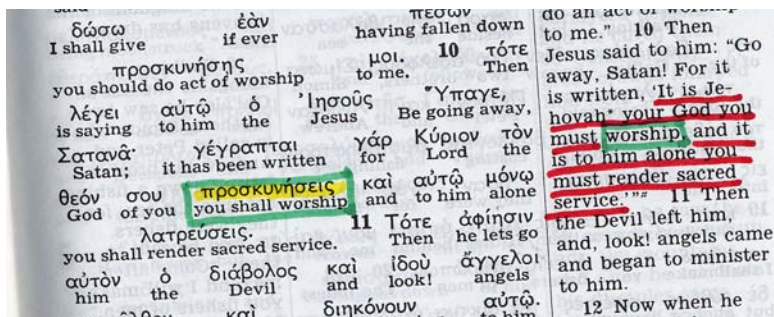 δώσω ἐὰν πεσὼν
I shall give if ever having fallen down
προσκυνήσῃς μοι. 10 τότε
you should do act of worship to me. Then
λέγει αὐτῷ ὁ Ἰησοῦς Ὕπαγε,
is saying to him the Jesus Be going away,
Σατανᾶ· γέγραπται γάρ Κύριον τὸν
Satan; it has been written for Lord the
θεόν σου προσκυνήσεις καὶ αὐτῷ μόνῳ
God of you you shall worship and to him alone
λατρεύσεις. 11 Τότε ἀφίησιν
you shall render sacred service. Then he lets go
αὐτὸν ὁ διάβολος καὶ ἰδοὺ ἄγγελοι
him the Devil and look! angels
καὶ διηκόνουν αὐτῷ.
to him
do an act of worship
to me." 10 Then
Jesus said to him: "Go
away, Satan! For it
is written, 'It is Je-
hovah* your God you
must worship, and it
is to him alone you
must render sacred
service.'"# 11 Then
the Devil left him,
and, look! angels came
and began to minister
to him.
12 Now when he